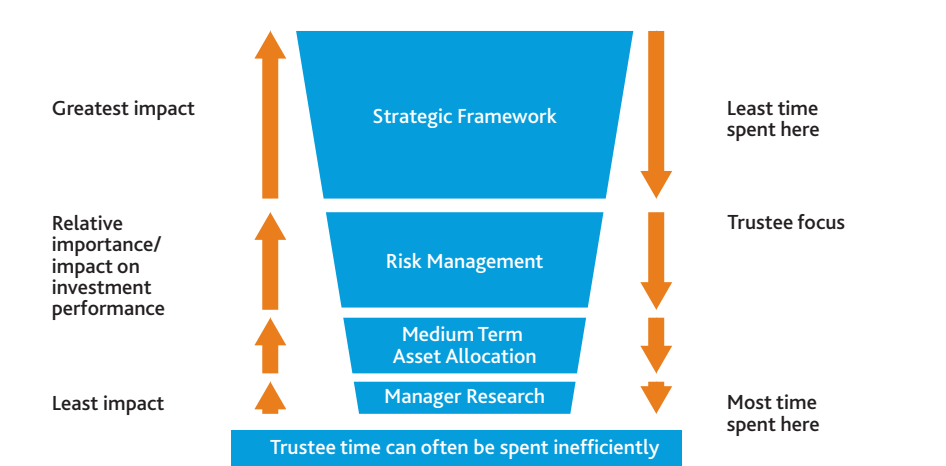 Greatest impact
Strategic Framework
Least time
spent here
Relative
importance/
impact on
investment
performance
Risk Management
Trustee focus
Medium Term
Asset Allocation
Least impact
Manager Research
Most time
spent here
Trustee time can often be spent inefficiently